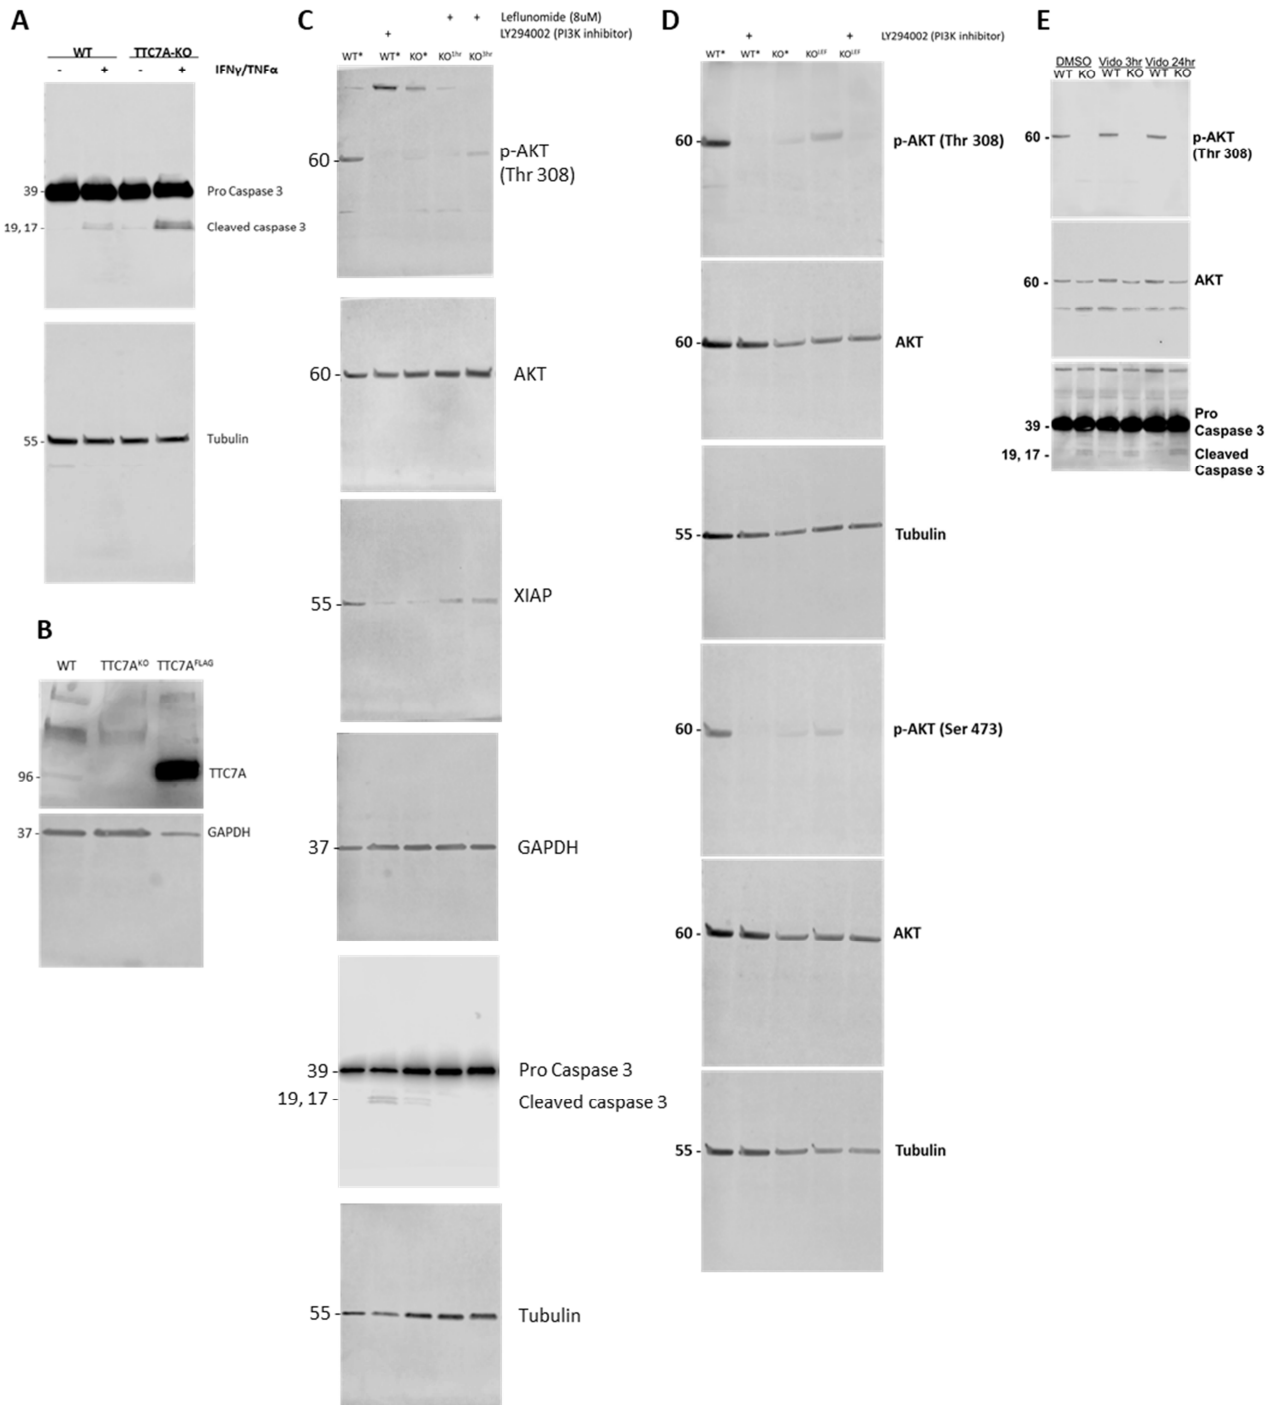 A
WT TTC7A-KO
- + - + IFNγ/TNFα
39 - Pro Caspase 3
19, 17 - Cleaved caspase 3
55 - Tubulin
B
WT TTC7A^KO TTC7A^FLAG
96 - TTC7A
37 - GAPDH
C
+ + Leflunomide (8uM)
+ LY294002 (PI3K inhibitor)
WT* WT* KO* KO^1hr KO^3hr
60 - p-AKT
(Thr 308)
60 - AKT
55 - XIAP
37 - GAPDH
39 - Pro Caspase 3
19, 17 - Cleaved caspase 3
55 - Tubulin
D
+ + LY294002 (PI3K inhibitor)
WT* WT* KO* KO^LEF KO^LEF
60 - p-AKT (Thr 308)
60 - AKT
55 - Tubulin
60 - p-AKT (Ser 473)
60 - AKT
55 - Tubulin
E
DMSO Vido 3hr Vido 24hr
WT KO WT KO WT KO
60 - p-AKT
(Thr 308)
60 - AKT
39 - Pro
Caspase 3
19, 17 - Cleaved
Caspase 3